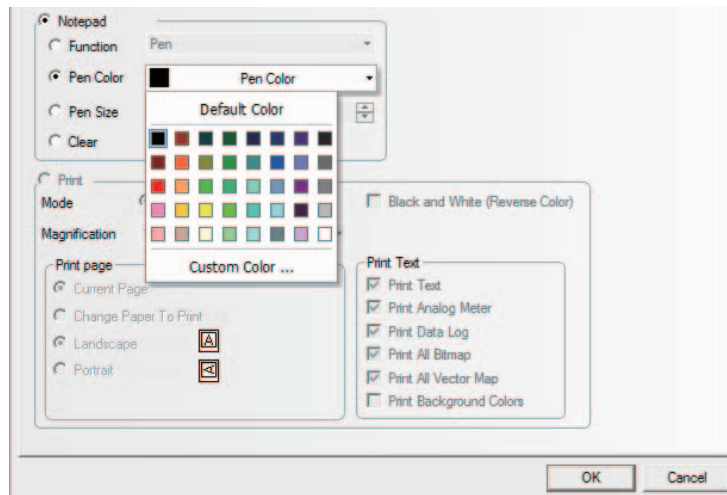 Notepad
Function
Pen
Pen Color
Pen Color
Pen Size
Default Color
Clear
Print
Mode
Black and White (Reverse Color)
Magnification
Custom Color ...
Print page
Current Page
Change Paper To Print
Landscape
A
Portrait
A
Print Text
Print Text
Print Analog Meter
Print Data Log
Print All Bitmap
Print All Vector Map
Print Background Colors
OK
Cancel